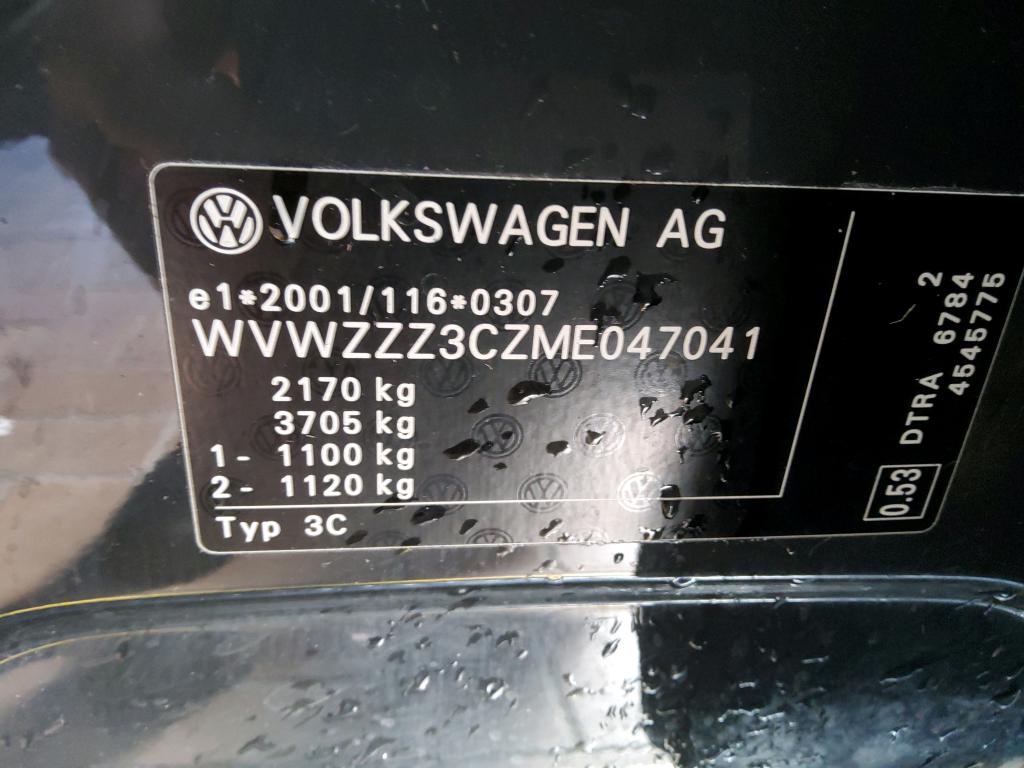 VOLKSWAGEN AG
e1*2001/116*0307
WVWZZZ3CZME047041
2170 kg
3705 kg
1- 1100 kg
2- 1120 kg
Typ 3C
0.53 DTRA 6784 2
4545775